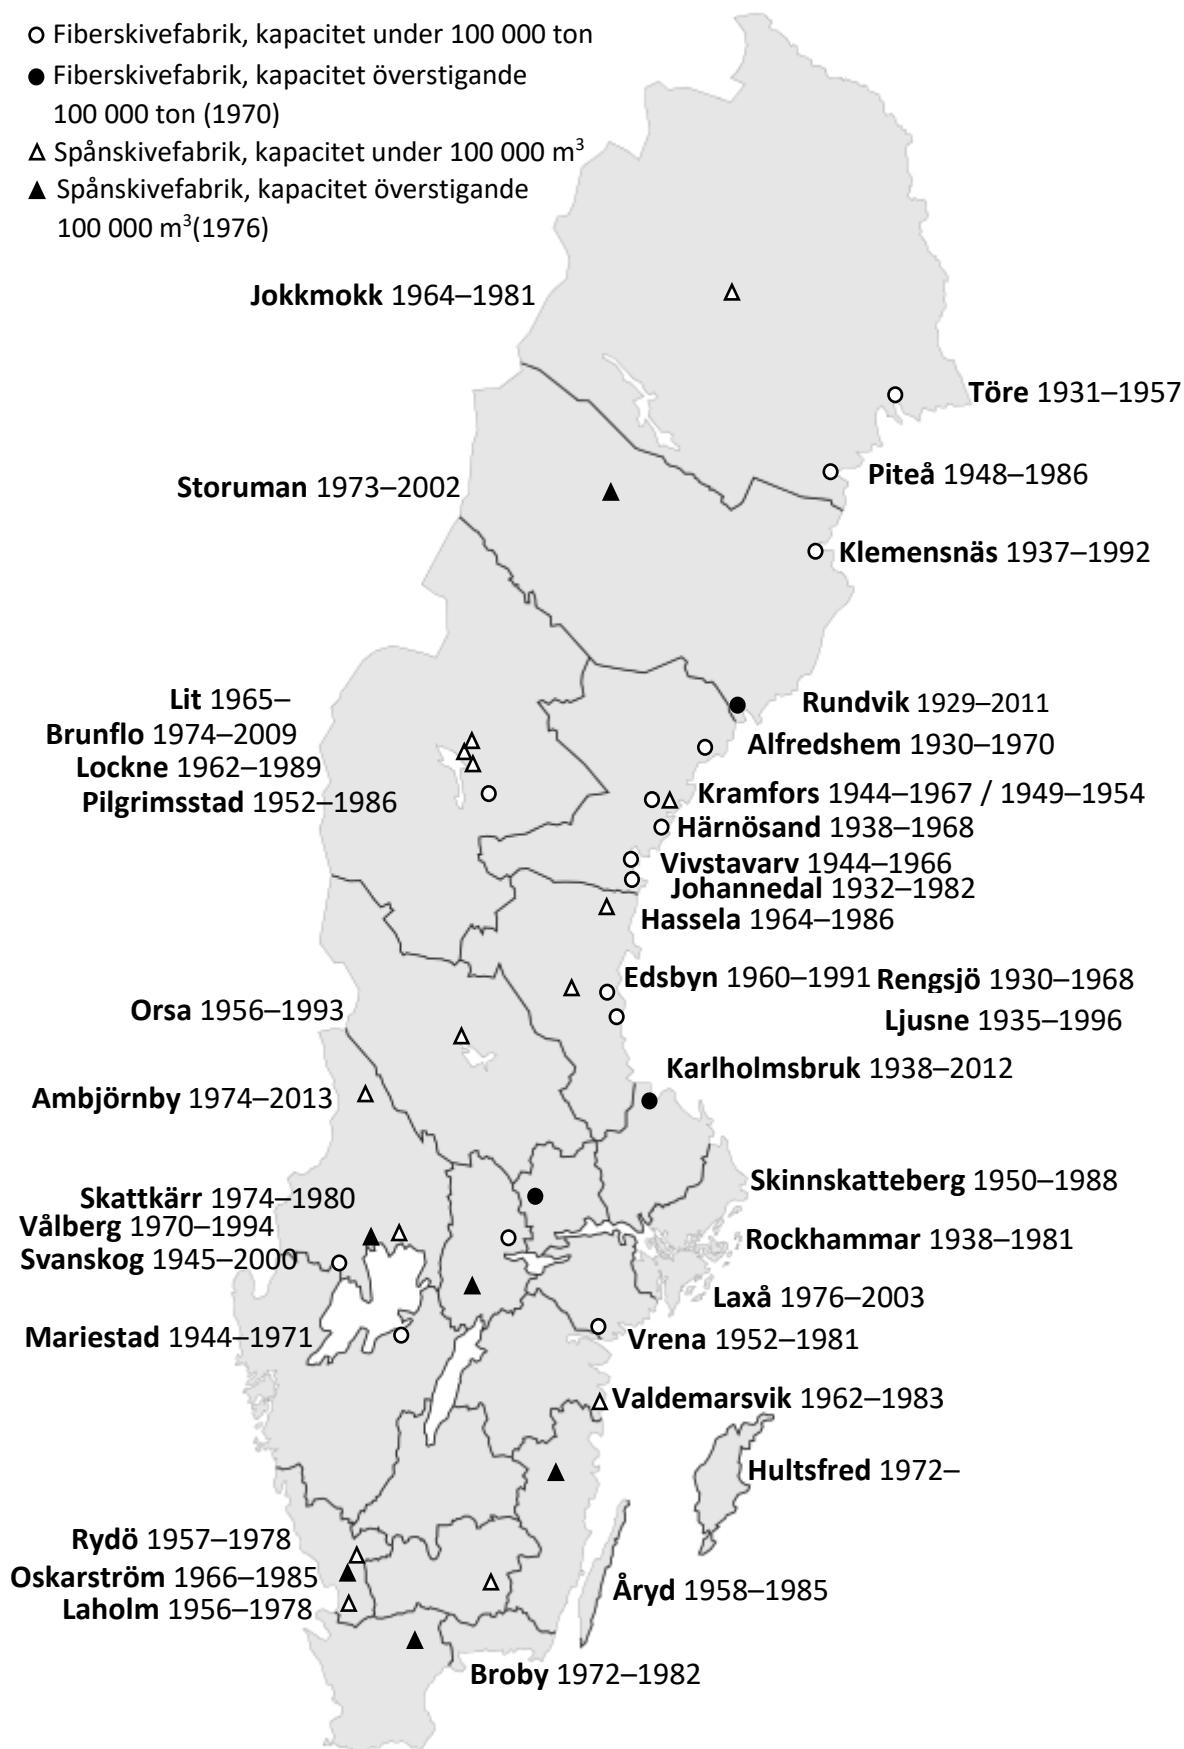 Fiberskivefabrik, kapacitet under 100 000 ton
Fiberskivefabrik, kapacitet överstigande
100 000 ton (1970)
Spånskivefabrik, kapacitet under 100 000 m³
Spånskivefabrik, kapacitet överstigande
100 000 m³(1976)
Jokkmokk 1964–1981
Töre 1931–1957
Piteå 1948–1986
Storuman 1973–2002
Klemensnäs 1937–1992
Lit 1965–
Rundvik 1929–2011
Brunflo 1974–2009
Alfredshem 1930–1970
Lockne 1962–1989
Pilgrimsstad 1952–1986
Kramfors 1944–1967 / 1949–1954
Härnösand 1938–1968
Vivstavarv 1944–1966
Johannedal 1932–1982
Hassela 1964–1986
Edsbyn 1960–1991 Rengsjö 1930–1968
Orsa 1956–1993
Ljusne 1935–1996
Karlholmsbruk 1938–2012
Ambjörnby 1974–2013
Skinnskatteberg 1950–1988
Skattkärr 1974–1980
Vålberg 1970–1994
Rockhammar 1938–1981
Svanskog 1945–2000
Laxå 1976–2003
Mariestad 1944–1971
Vrena 1952–1981
Valdemarsvik 1962–1983
Hultsfred 1972–
Rydö 1957–1978
Oskarström 1966–1985
Åryd 1958–1985
Laholm 1956–1978
Broby 1972–1982